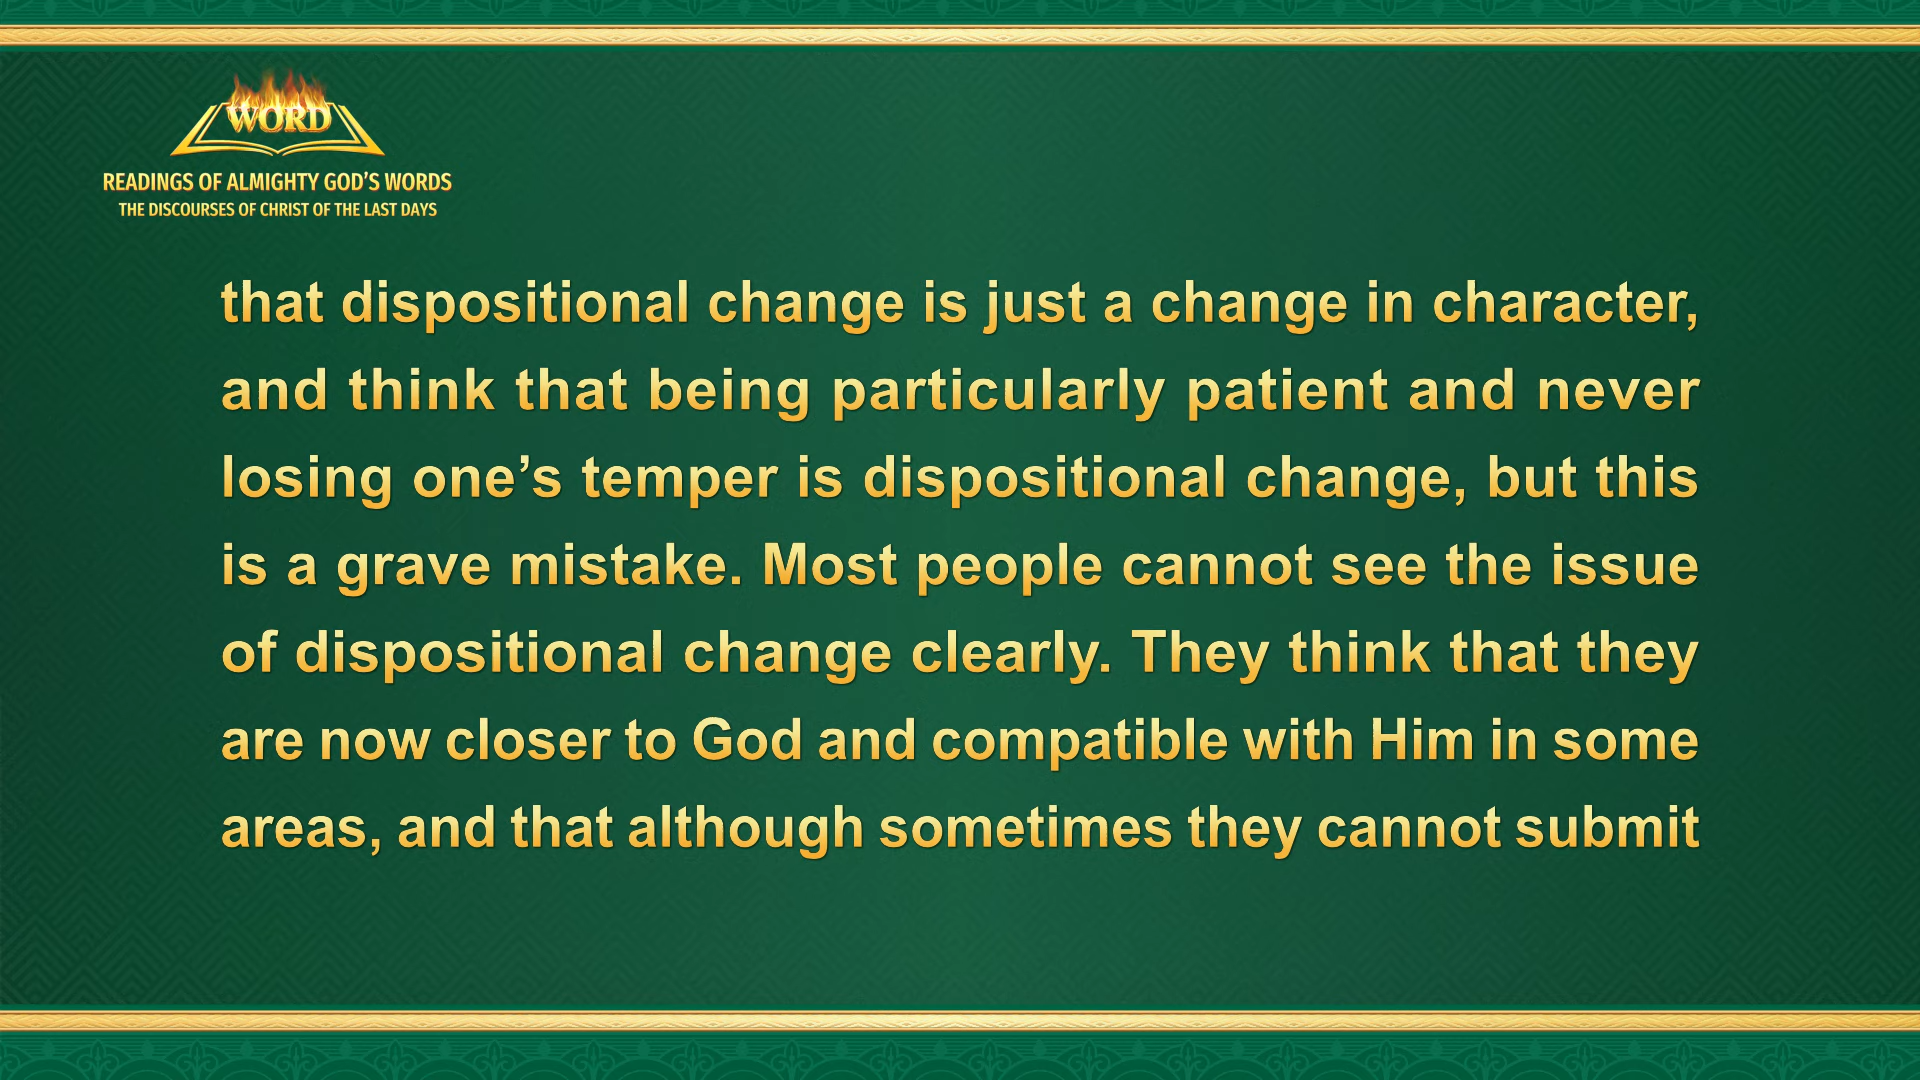 WORD
READINGS OF ALMIGHTY GOD’S WORDS
THE DISCOURSES OF CHRIST OF THE LAST DAYS
that dispositional change is just a change in character,
and think that being particularly patient and never
losing one’s temper is dispositional change, but this
is a grave mistake. Most people cannot see the issue
of dispositional change clearly. They think that they
are now closer to God and compatible with Him in some
areas, and that although sometimes they cannot submit